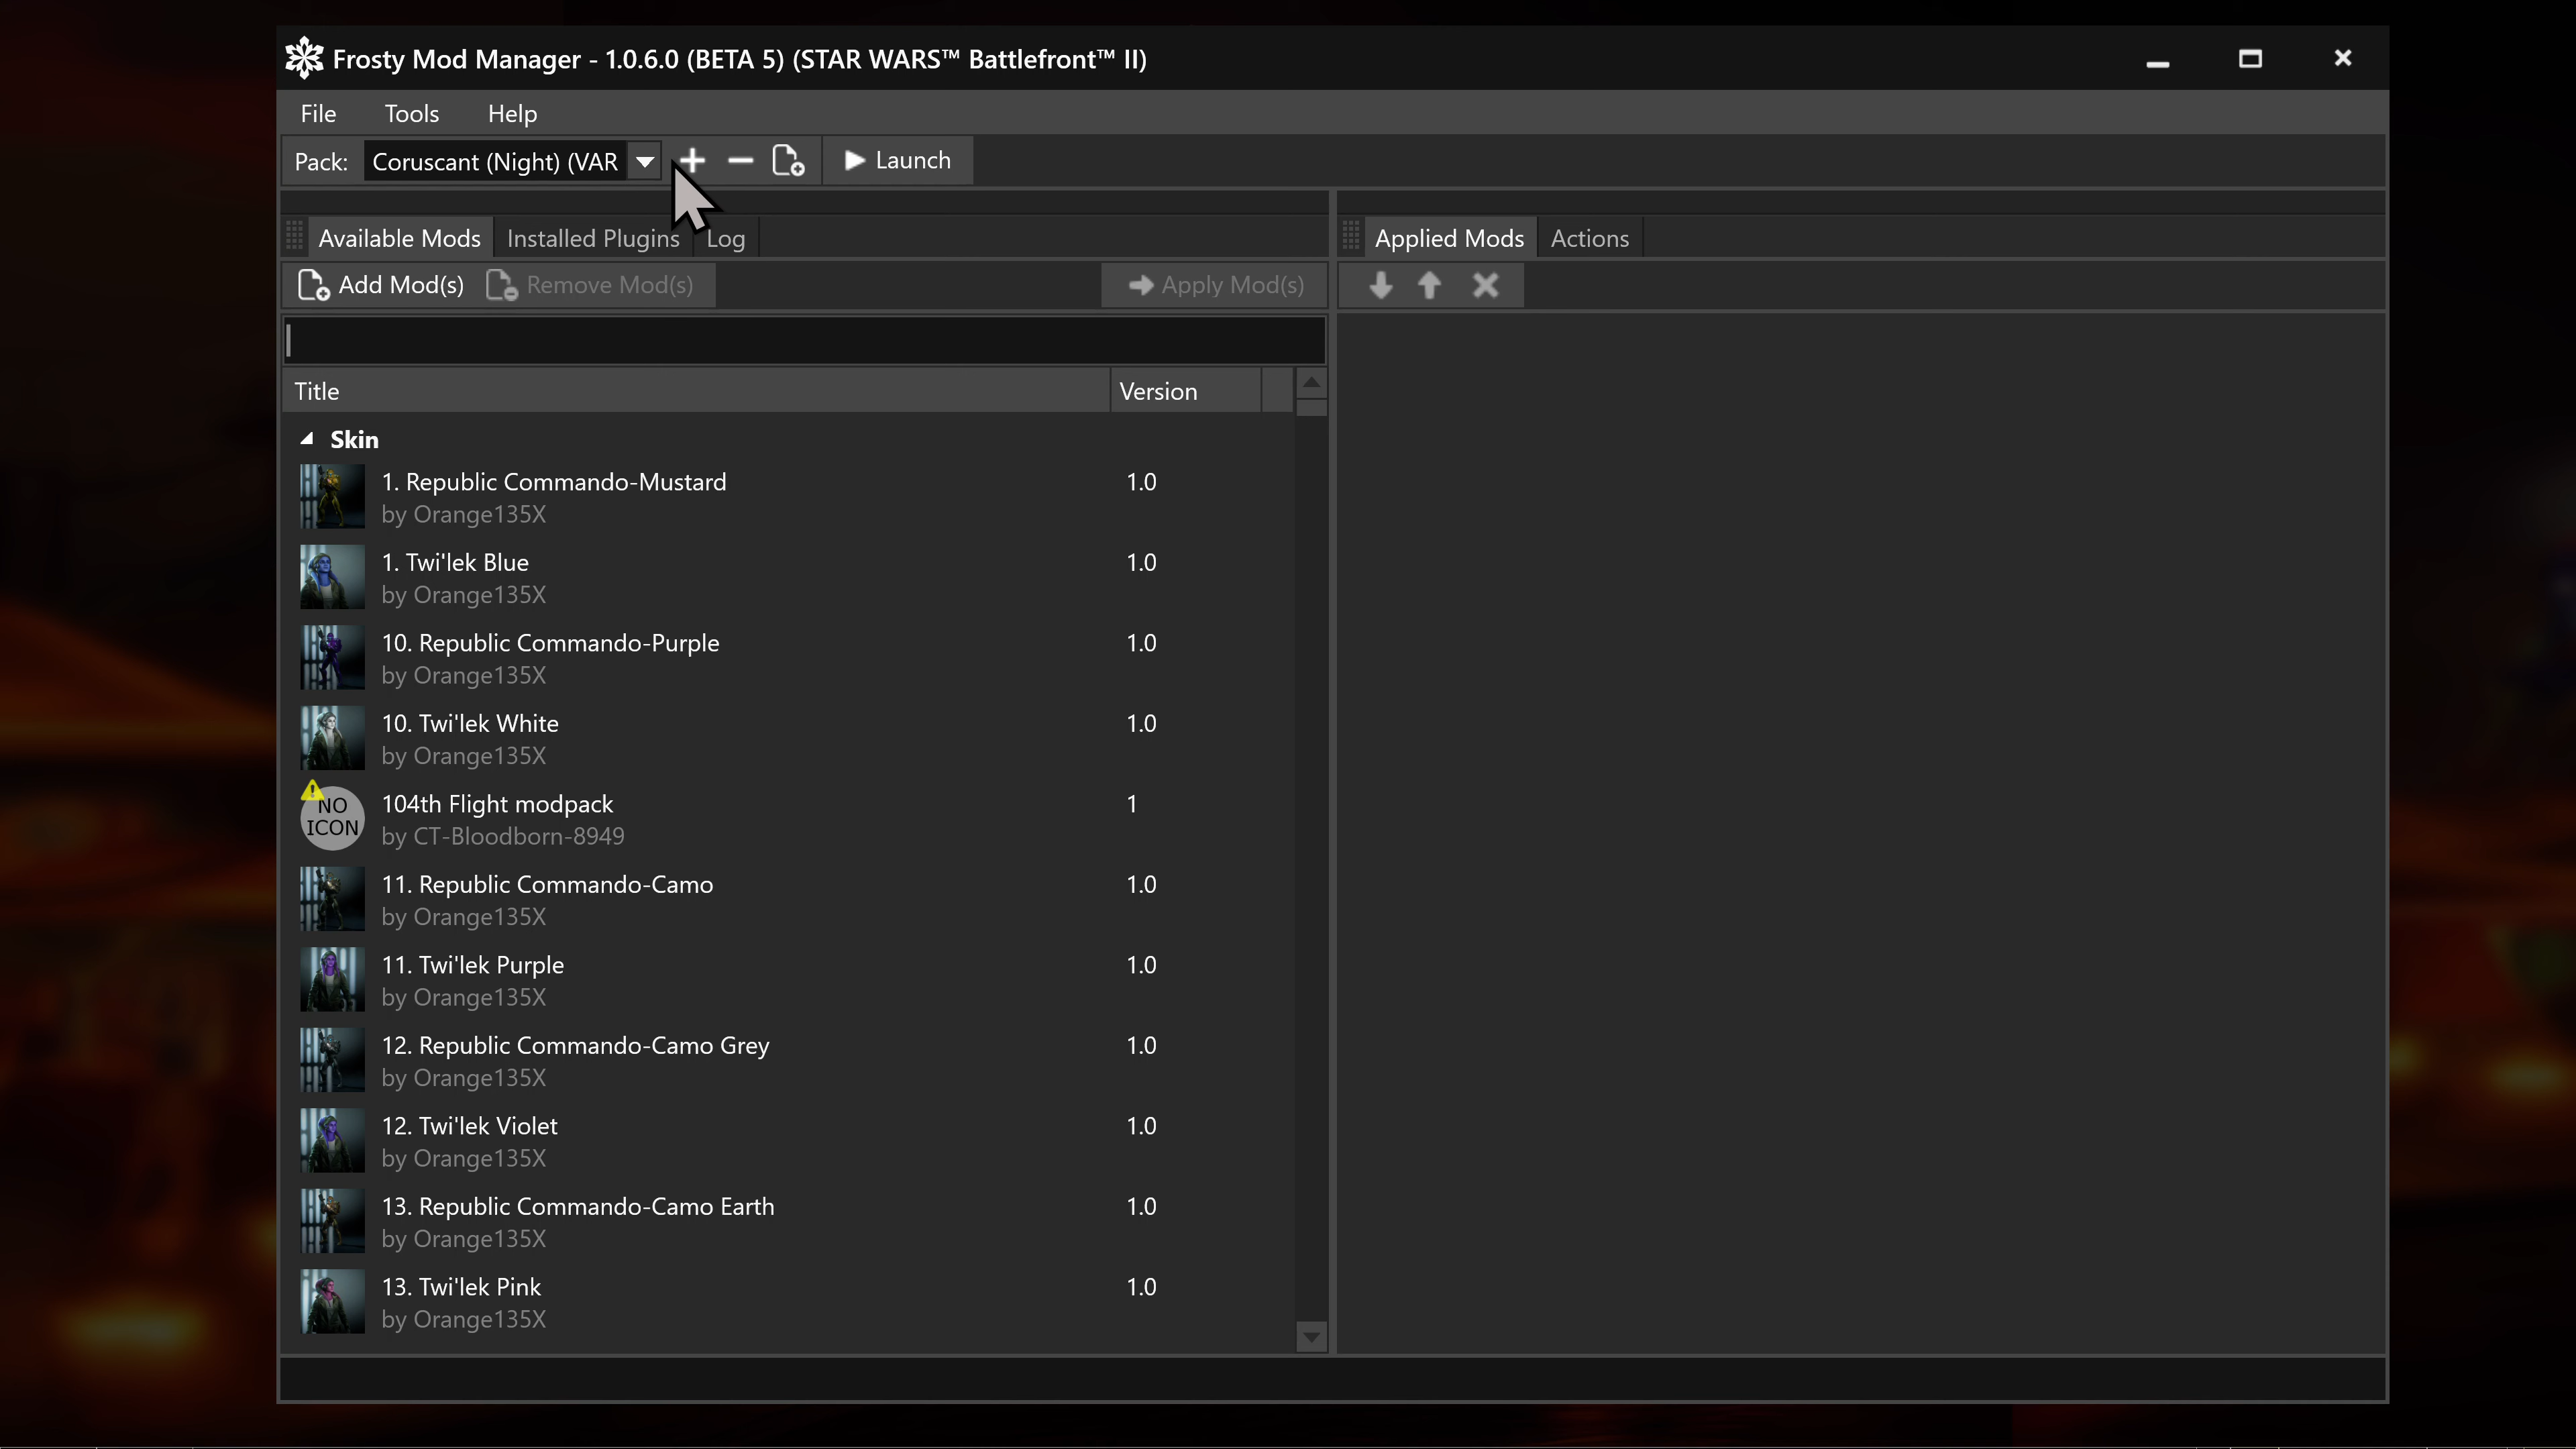 Frosty Mod Manager - 1.0.6.0 (BETA 5) (STAR WARS™ Battlefront™ II)
File Tools Help
Pack: Coruscant (Night) (VAR Launch
Available Mods Installed Plugins Log Applied Mods Actions
Add Mod(s) Remove Mod(s) Apply Mod(s)
Title Version
Skin
1. Republic Commando-Mustard 1.0
by Orange135X
1. Twi'lek Blue 1.0
by Orange135X
10. Republic Commando-Purple 1.0
by Orange135X
10. Twi'lek White 1.0
by Orange135X
NO ICON
104th Flight modpack 1
by CT-Bloodborn-8949
11. Republic Commando-Camo 1.0
by Orange135X
11. Twi'lek Purple 1.0
by Orange135X
12. Republic Commando-Camo Grey 1.0
by Orange135X
12. Twi'lek Violet 1.0
by Orange135X
13. Republic Commando-Camo Earth 1.0
by Orange135X
13. Twi'lek Pink 1.0
by Orange135X